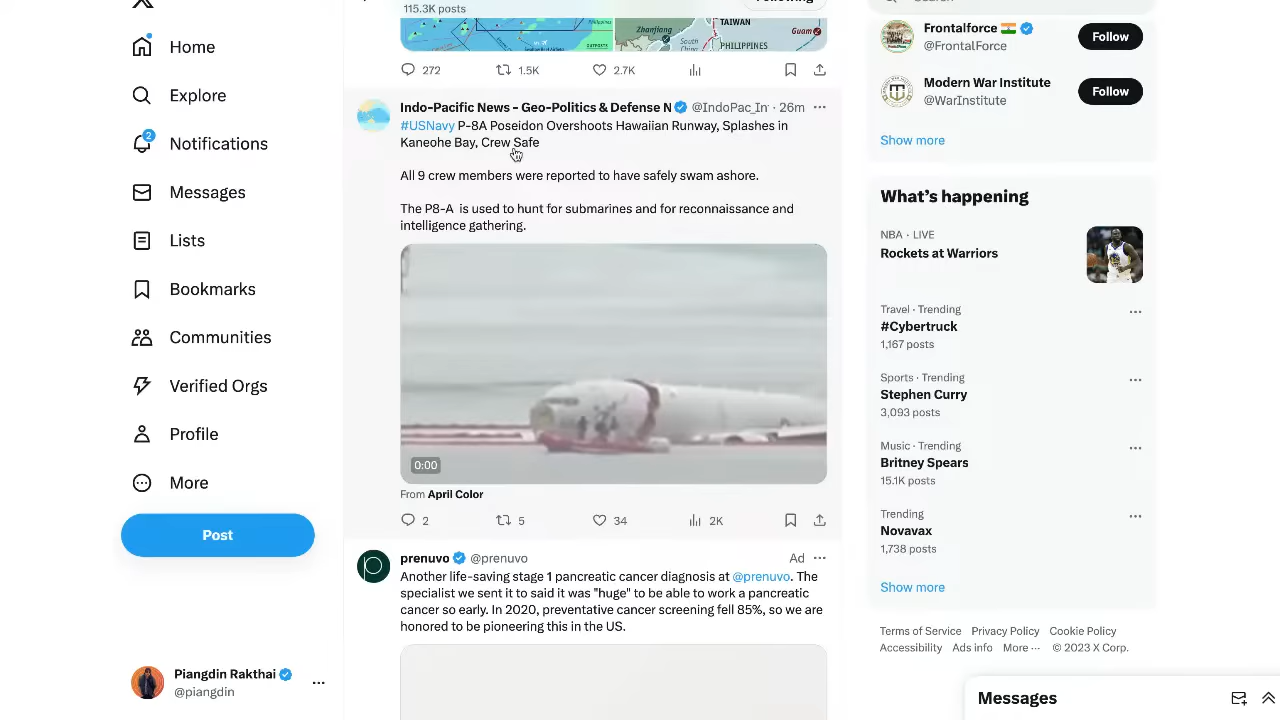 Home
Explore
2
Notifications
Messages
Lists
Bookmarks
Communities
Verified Orgs
Profile
More
Post
Piangdin Rakthai
@piangdin
115.3K posts
Following
TAIWAN
Zhanjiang
South
Guam
PHILIPPINES
272
1.5K
2.7K
Indo-Pacific News - Geo-Politics & Defense N @IndoPac_In · 26m
#USNavy P-8A Poseidon Overshoots Hawaiian Runway, Splashes in
Kaneohe Bay, Crew Safe
All 9 crew members were reported to have safely swam ashore.
The P8-A is used to hunt for submarines and for reconnaissance and
intelligence gathering.
0:00
From April Color
2
5
34
2K
prenuvo @prenuvo
Ad
Another life-saving stage 1 pancreatic cancer diagnosis at @prenuvo. The
specialist we sent it to said it was "huge" to be able to work a pancreatic
cancer so early. In 2020, preventative cancer screening fell 85%, so we are
honored to be pioneering this in the US.
Frontalforce
@FrontalForce
Follow
Modern War Institute
@WarInstitute
Follow
Show more
What's happening
NBA · LIVE
Rockets at Warriors
Travel · Trending
#Cybertruck
1,167 posts
Sports · Trending
Stephen Curry
3,093 posts
Music · Trending
Britney Spears
15.1K posts
Trending
Novavax
1,738 posts
Show more
Terms of Service Privacy Policy Cookie Policy
Accessibility Ads info More ··· © 2023 X Corp.
Messages